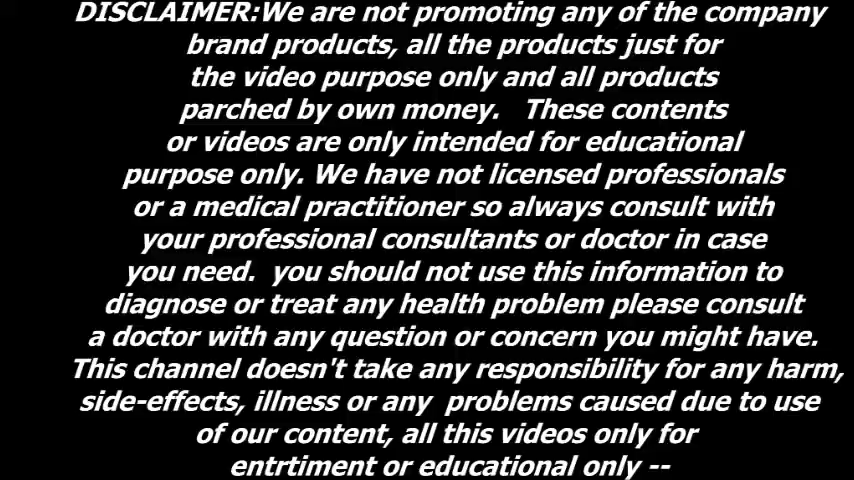 DISCLAIMER:We are not promoting any of the company
brand products, all the products just for
the video purpose only and all products
parched by own money.   These contents
or videos are only intended for educational
purpose only. We have not licensed professionals
or a medical practitioner so always consult with
your professional consultants or doctor in case
you need.  you should not use this information to
diagnose or treat any health problem please consult
a doctor with any question or concern you might have.
This channel doesn't take any responsibility for any harm,
side-effects, illness or any  problems caused due to use
of our content, all this videos only for
entrtiment or educational only --